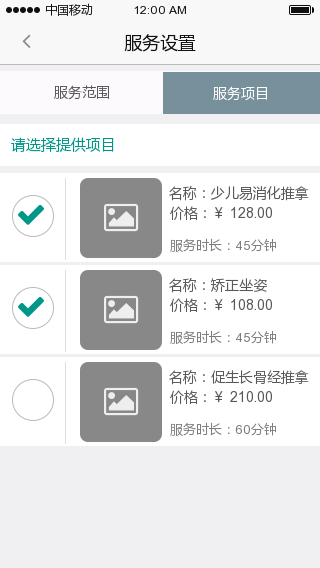 中国移动 12:00 AM
服务设置
服务范围 服务项目
请选择提供项目
名称：少儿易消化推拿
价格：¥ 128.00
服务时长：45分钟
名称：矫正坐姿
价格：¥ 108.00
服务时长：45分钟
名称：促生长骨经推拿
价格：¥ 210.00
服务时长：60分钟